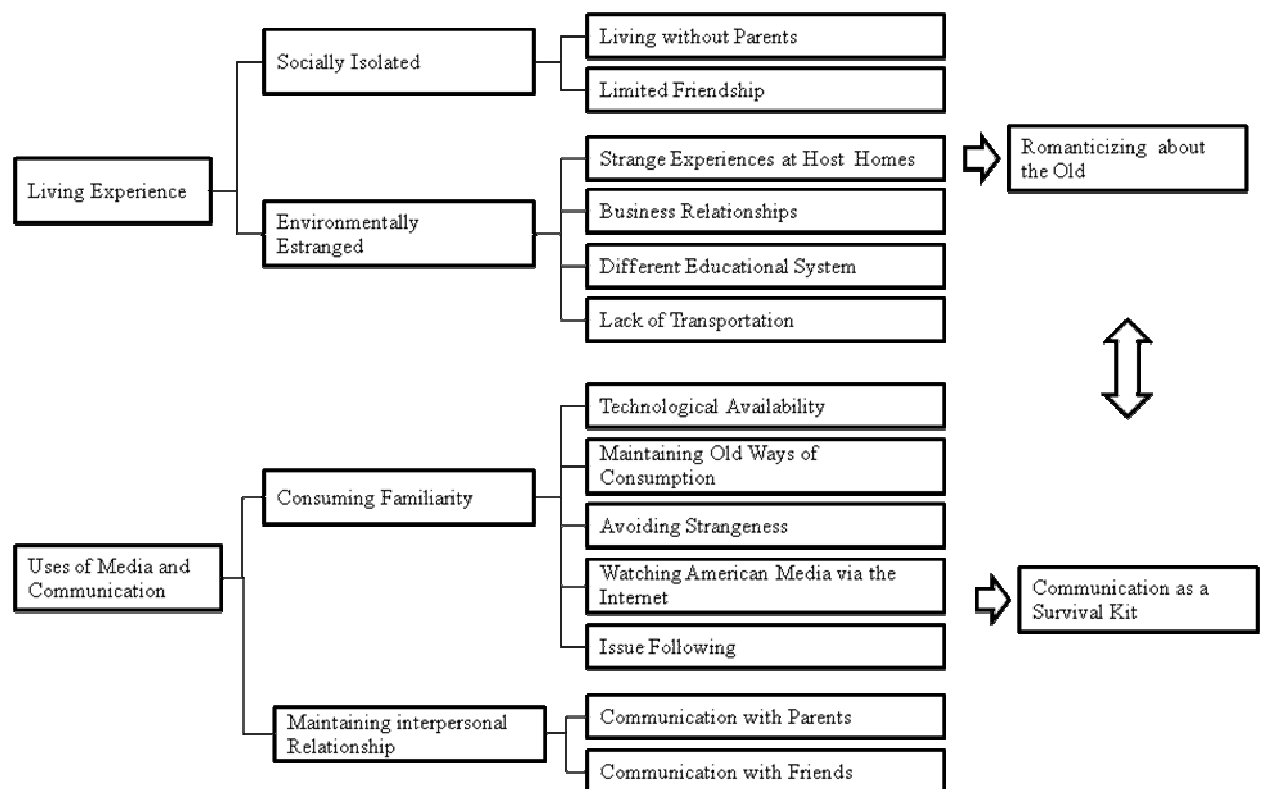 Living without Parents
Socially Isolated
Limited Friendship
Strange Experiences at Host Homes
Romanticizing about
the Old
Living Experience
Business Relationships
Environmentally
Estranged
Different Educational System
Lack of Transportation
Technological Availability
Maintaining Old Ways of
Consumption
Consuming Familiarity
Avoiding Strangeness
Uses of Media and
Communication
Watching American Media via the
Internet
Communication as a
Survival Kit
Issue Following
Maintaining interpersonal
Relationship
Communication with Parents
Communication with Friends